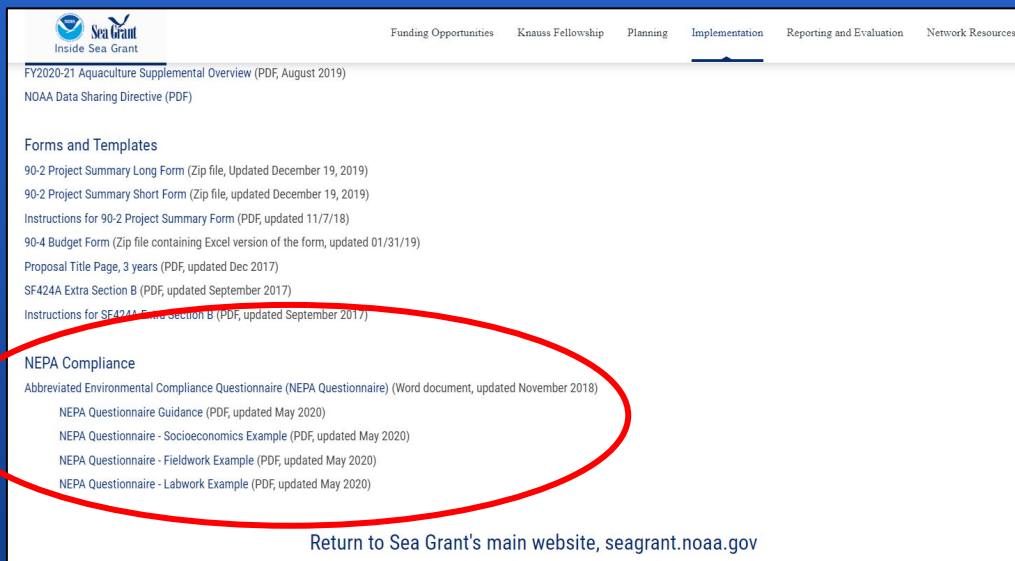 NOAA
Sea Grant
Inside Sea Grant
Funding Opportunities Knauss Fellowship Planning Implementation Reporting and Evaluation Network Resources
FY2020-21 Aquaculture Supplemental Overview (PDF, August 2019)
NOAA Data Sharing Directive (PDF)
Forms and Templates
90-2 Project Summary Long Form (Zip file, Updated December 19, 2019)
90-2 Project Summary Short Form (Zip file, updated December 19, 2019)
Instructions for 90-2 Project Summary Form (PDF, updated 11/7/18)
90-4 Budget Form (Zip file containing Excel version of the form, updated 01/31/19)
Proposal Title Page, 3 years (PDF, updated Dec 2017)
SF424A Extra Section B (PDF, updated September 2017)
Instructions for SF424A Extra Section B (PDF, updated September 2017)
NEPA Compliance
Abbreviated Environmental Compliance Questionnaire (NEPA Questionnaire) (Word document, updated November 2018)
NEPA Questionnaire Guidance (PDF, updated May 2020)
NEPA Questionnaire - Socioeconomics Example (PDF, updated May 2020)
NEPA Questionnaire - Fieldwork Example (PDF, updated May 2020)
NEPA Questionnaire - Labwork Example (PDF, updated May 2020)
Return to Sea Grant's main website, seagrant.noaa.gov